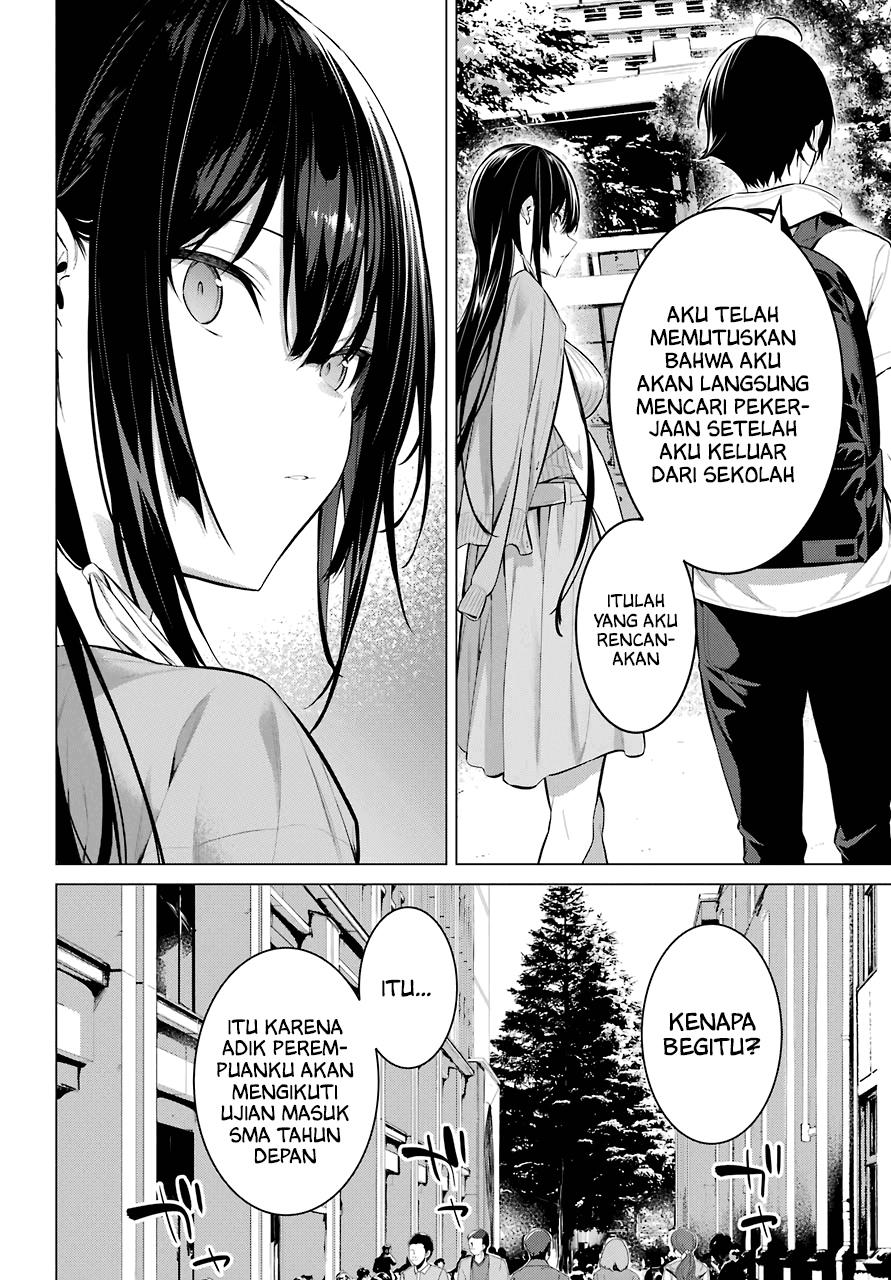 AKU TELAH
MEMUTUSKAN
BAHWA AKU
AKAN LANGSUNG
MENCARI PEKER-
JAAN SETELAH
AKU KELUAR
DARI SEKOLAH
ITULAH
YANG AKU
RENCAN-
AKAN
KENAPA
BEGITU?
ITU...
ITU KARENA
ADIK PEREM-
PUANKU AKAN
MENGIKUTI
UJIAN MASUK
SMA TAHUN
DEPAN